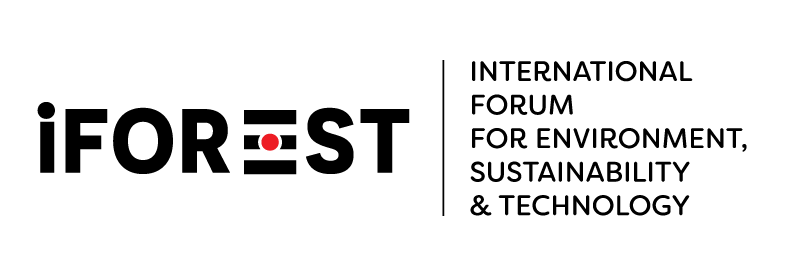 iFOREST
INTERNATIONAL
FORUM
FOR ENVIRONMENT,
SUSTAINABILITY
& TECHNOLOGY